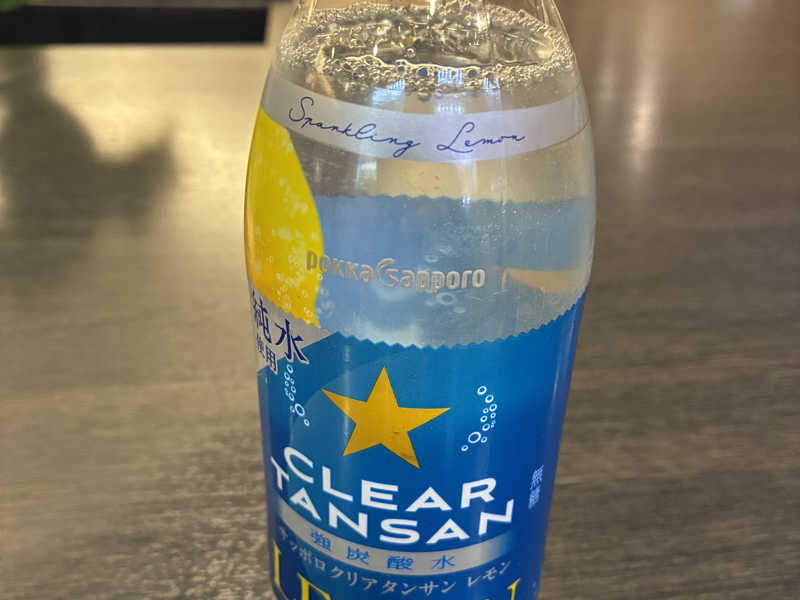 Sparkling Lemon
pokka sapporo
純水
使用
CLEAR
TANSAN
無糖
強炭酸水
サッポロ クリアタンサン レモン